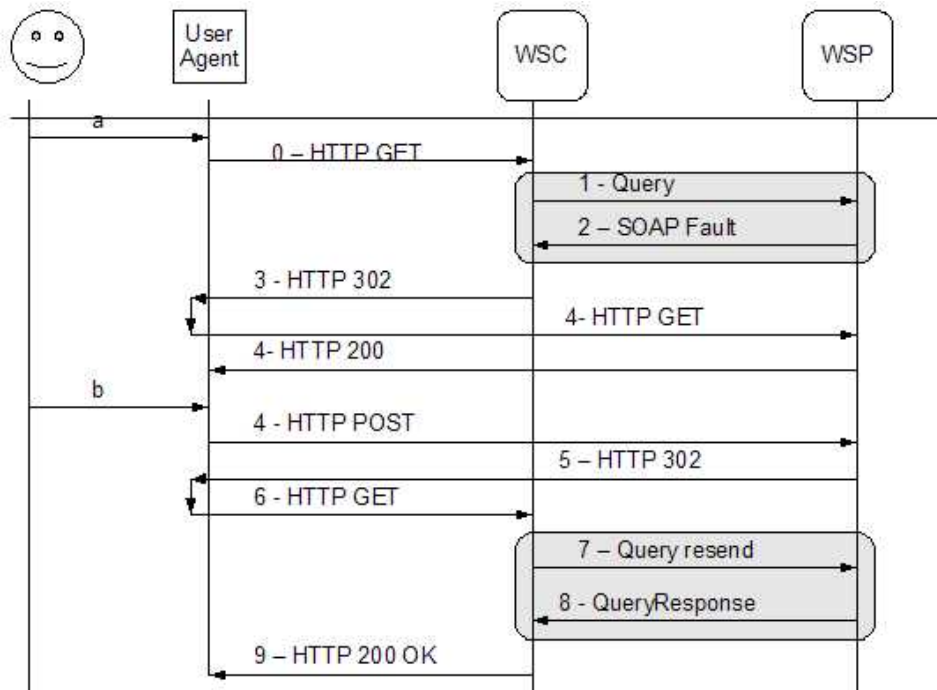 User
Agent
WSC
WSP
a
0 – HTTP GET
1 - Query
2 – SOAP Fault
3 - HTTP 302
4- HTTP GET
4- HTTP 200
b
4 - HTTP POST
5 – HTTP 302
6 - HTTP GET
7 – Query resend
8 - QueryResponse
9 – HTTP 200 OK